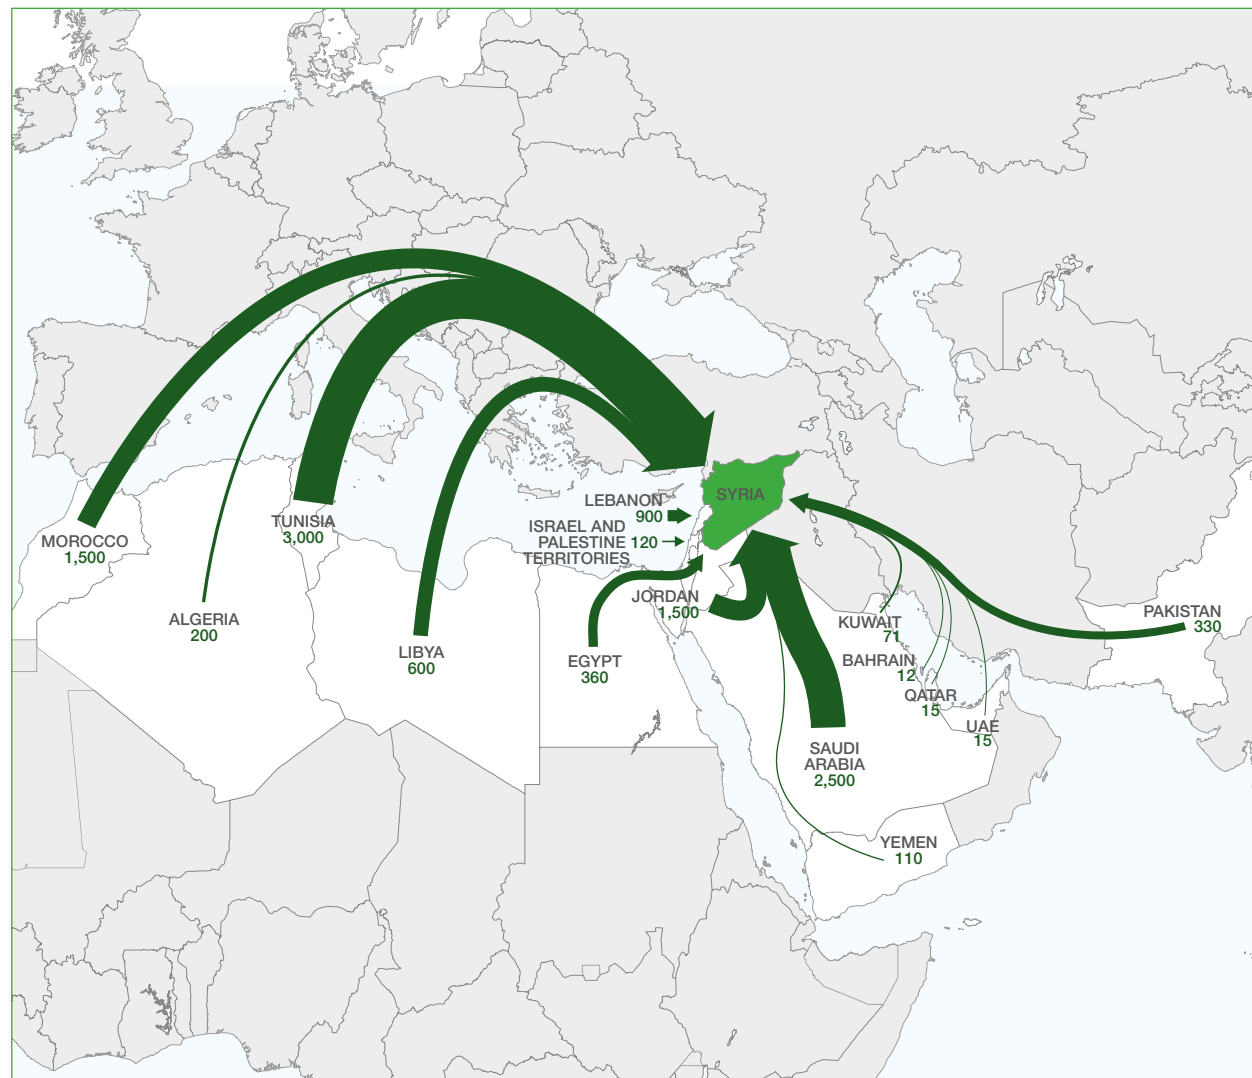 SYRIA
LEBANON
900
ISRAEL AND
PALESTINE 120
TERRITORIES
MOROCCO
1,500
TUNISIA
3,000
ALGERIA
200
LIBYA
600
EGYPT
360
JORDAN
1,500
KUWAIT
71
BAHRAIN
12
QATAR
15
UAE
15
PAKISTAN
330
SAUDI
ARABIA
2,500
YEMEN
110